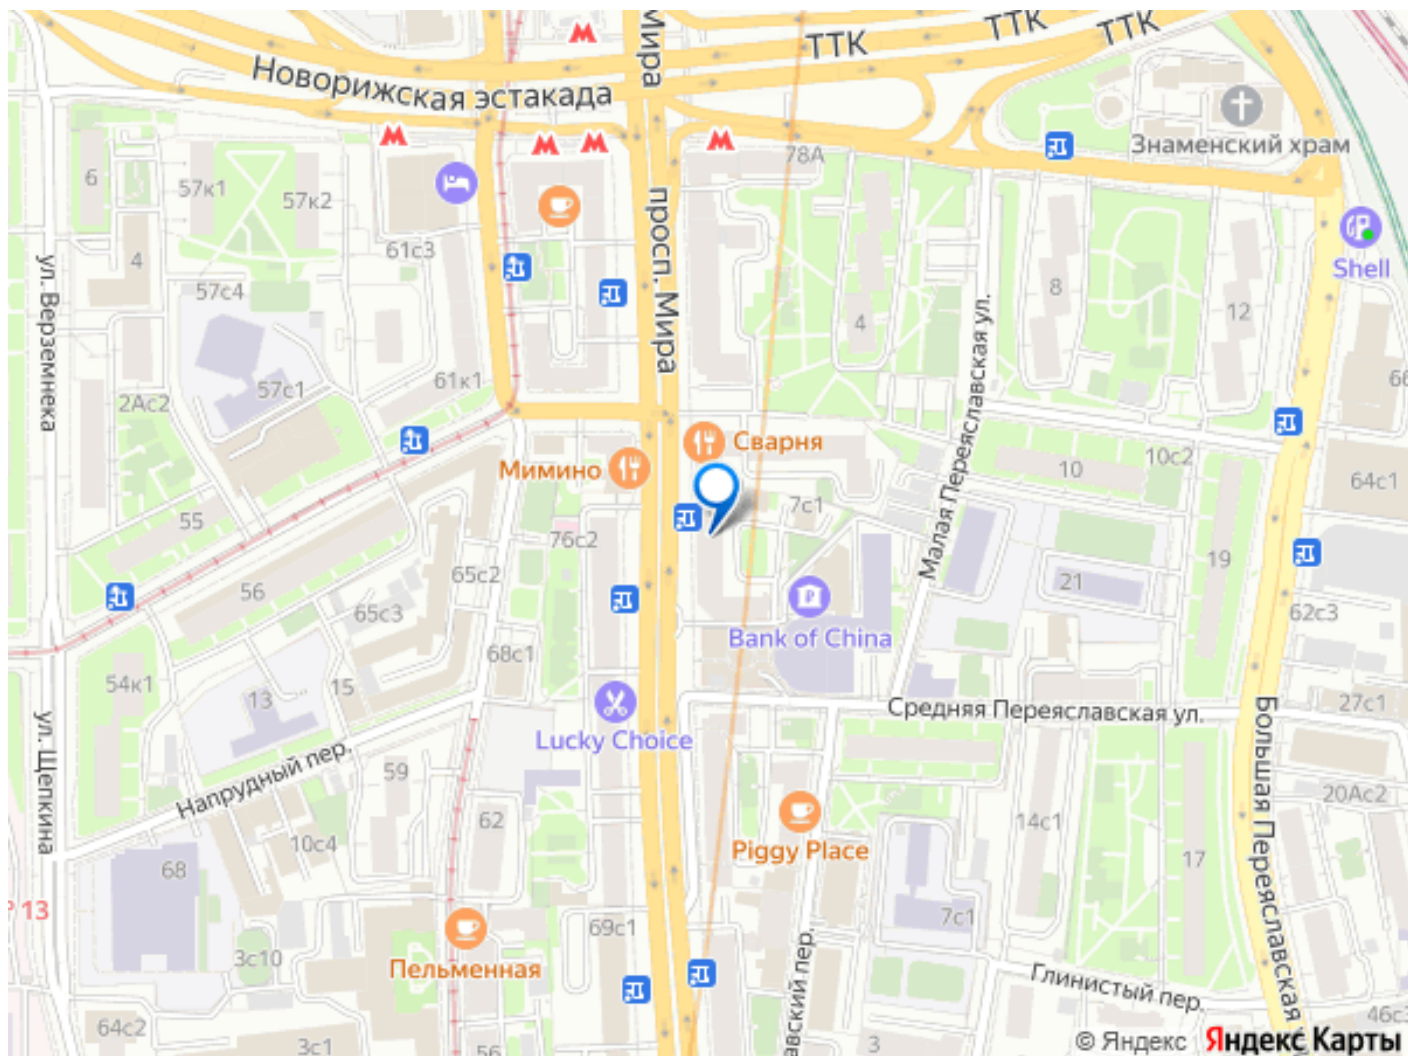 Мира
ТТК
ТТК
ТТК
Новорижская эстакада
Знаменский храм
78А
6
57к1
57к2
просп. Мира
61с3
4
ул. Верземнека
57с4
Shell
8
12
4
Малая Переяславская ул.
61к1
57с1
2Ас2
66
Сварня
Мимино
10
10с2
64с1
7с1
55
76с2
65с2
19
21
56
65с3
62с3
Bank of China
68с1
54к1
15
13
27с1
Средняя Переяславская ул.
Большая Переяславская
ул. Щепкина
Lucky Choice
Напрудный пер.
59
20Ас2
62
14с1
10с4
Piggy Place
17
68
13
7с1
69с1
3с10
Пельменная
авский пер.
Глинистый пер.
64с2
46с3
3с1
56
3
© Яндекс Яндекс Карты